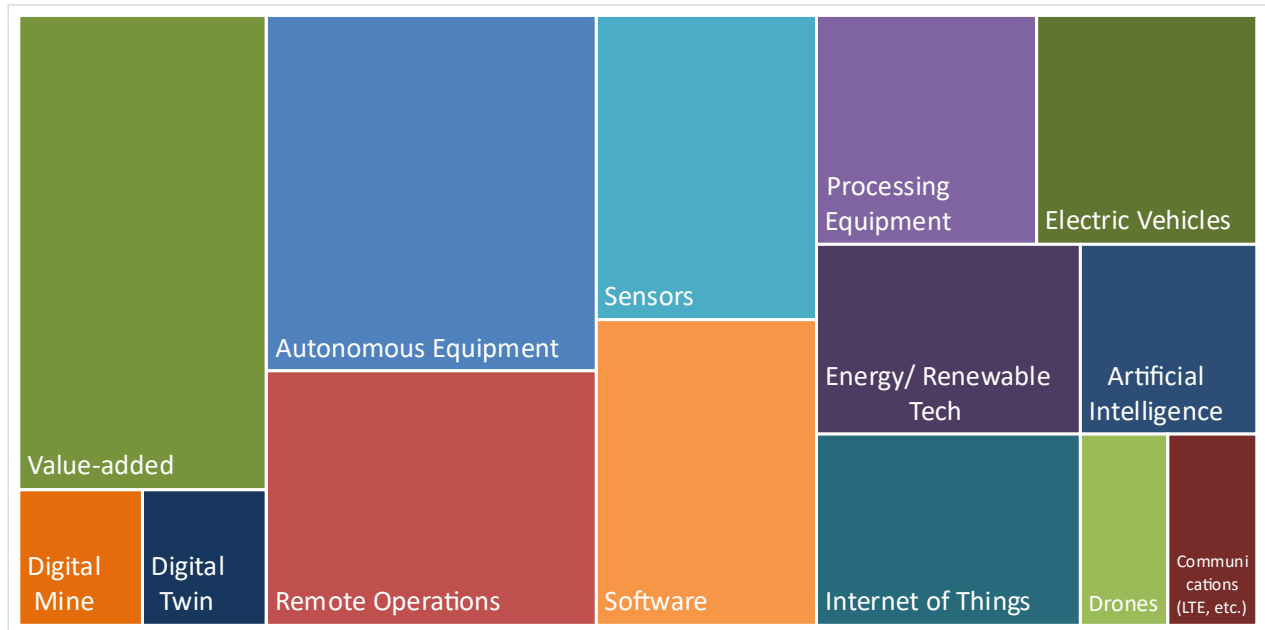 Value-added
Digital
Mine
Digital
Twin
Autonomous Equipment
Remote Operations
Sensors
Software
Processing
Equipment
Electric Vehicles
Energy/ Renewable
Tech
Artificial
Intelligence
Internet of Things
Drones
Communi
cations
(LTE, etc.)